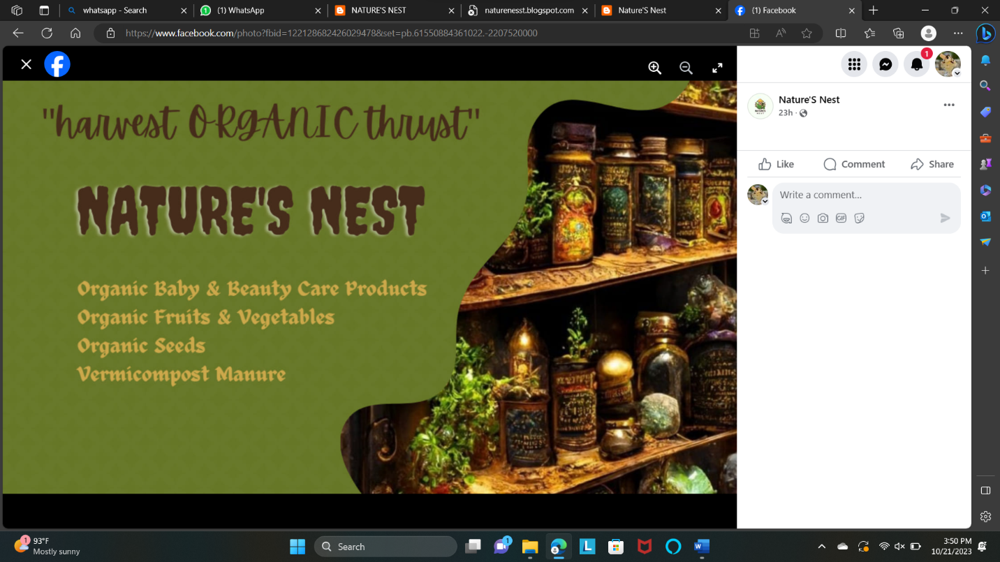 whatsapp - Search
(1) WhatsApp
NATURE'S NEST
naturenesst.blogspot.com
Nature'S Nest
(1) Facebook
https://www.facebook.com/photo?fbid=122128682426029478&set=pb.61550884361022.-2207520000
"harvest ORGANIC thrust"
NATURE'S NEST
Organic Baby & Beauty Care Products
Organic Fruits & Vegetables
Organic Seeds
Vermicompost Manure
1
Nature'S Nest
23h ·
Like
Comment
Share
Write a comment...
GIF
1
93°F
Mostly sunny
Search
1
3:50 PM
10/21/2023